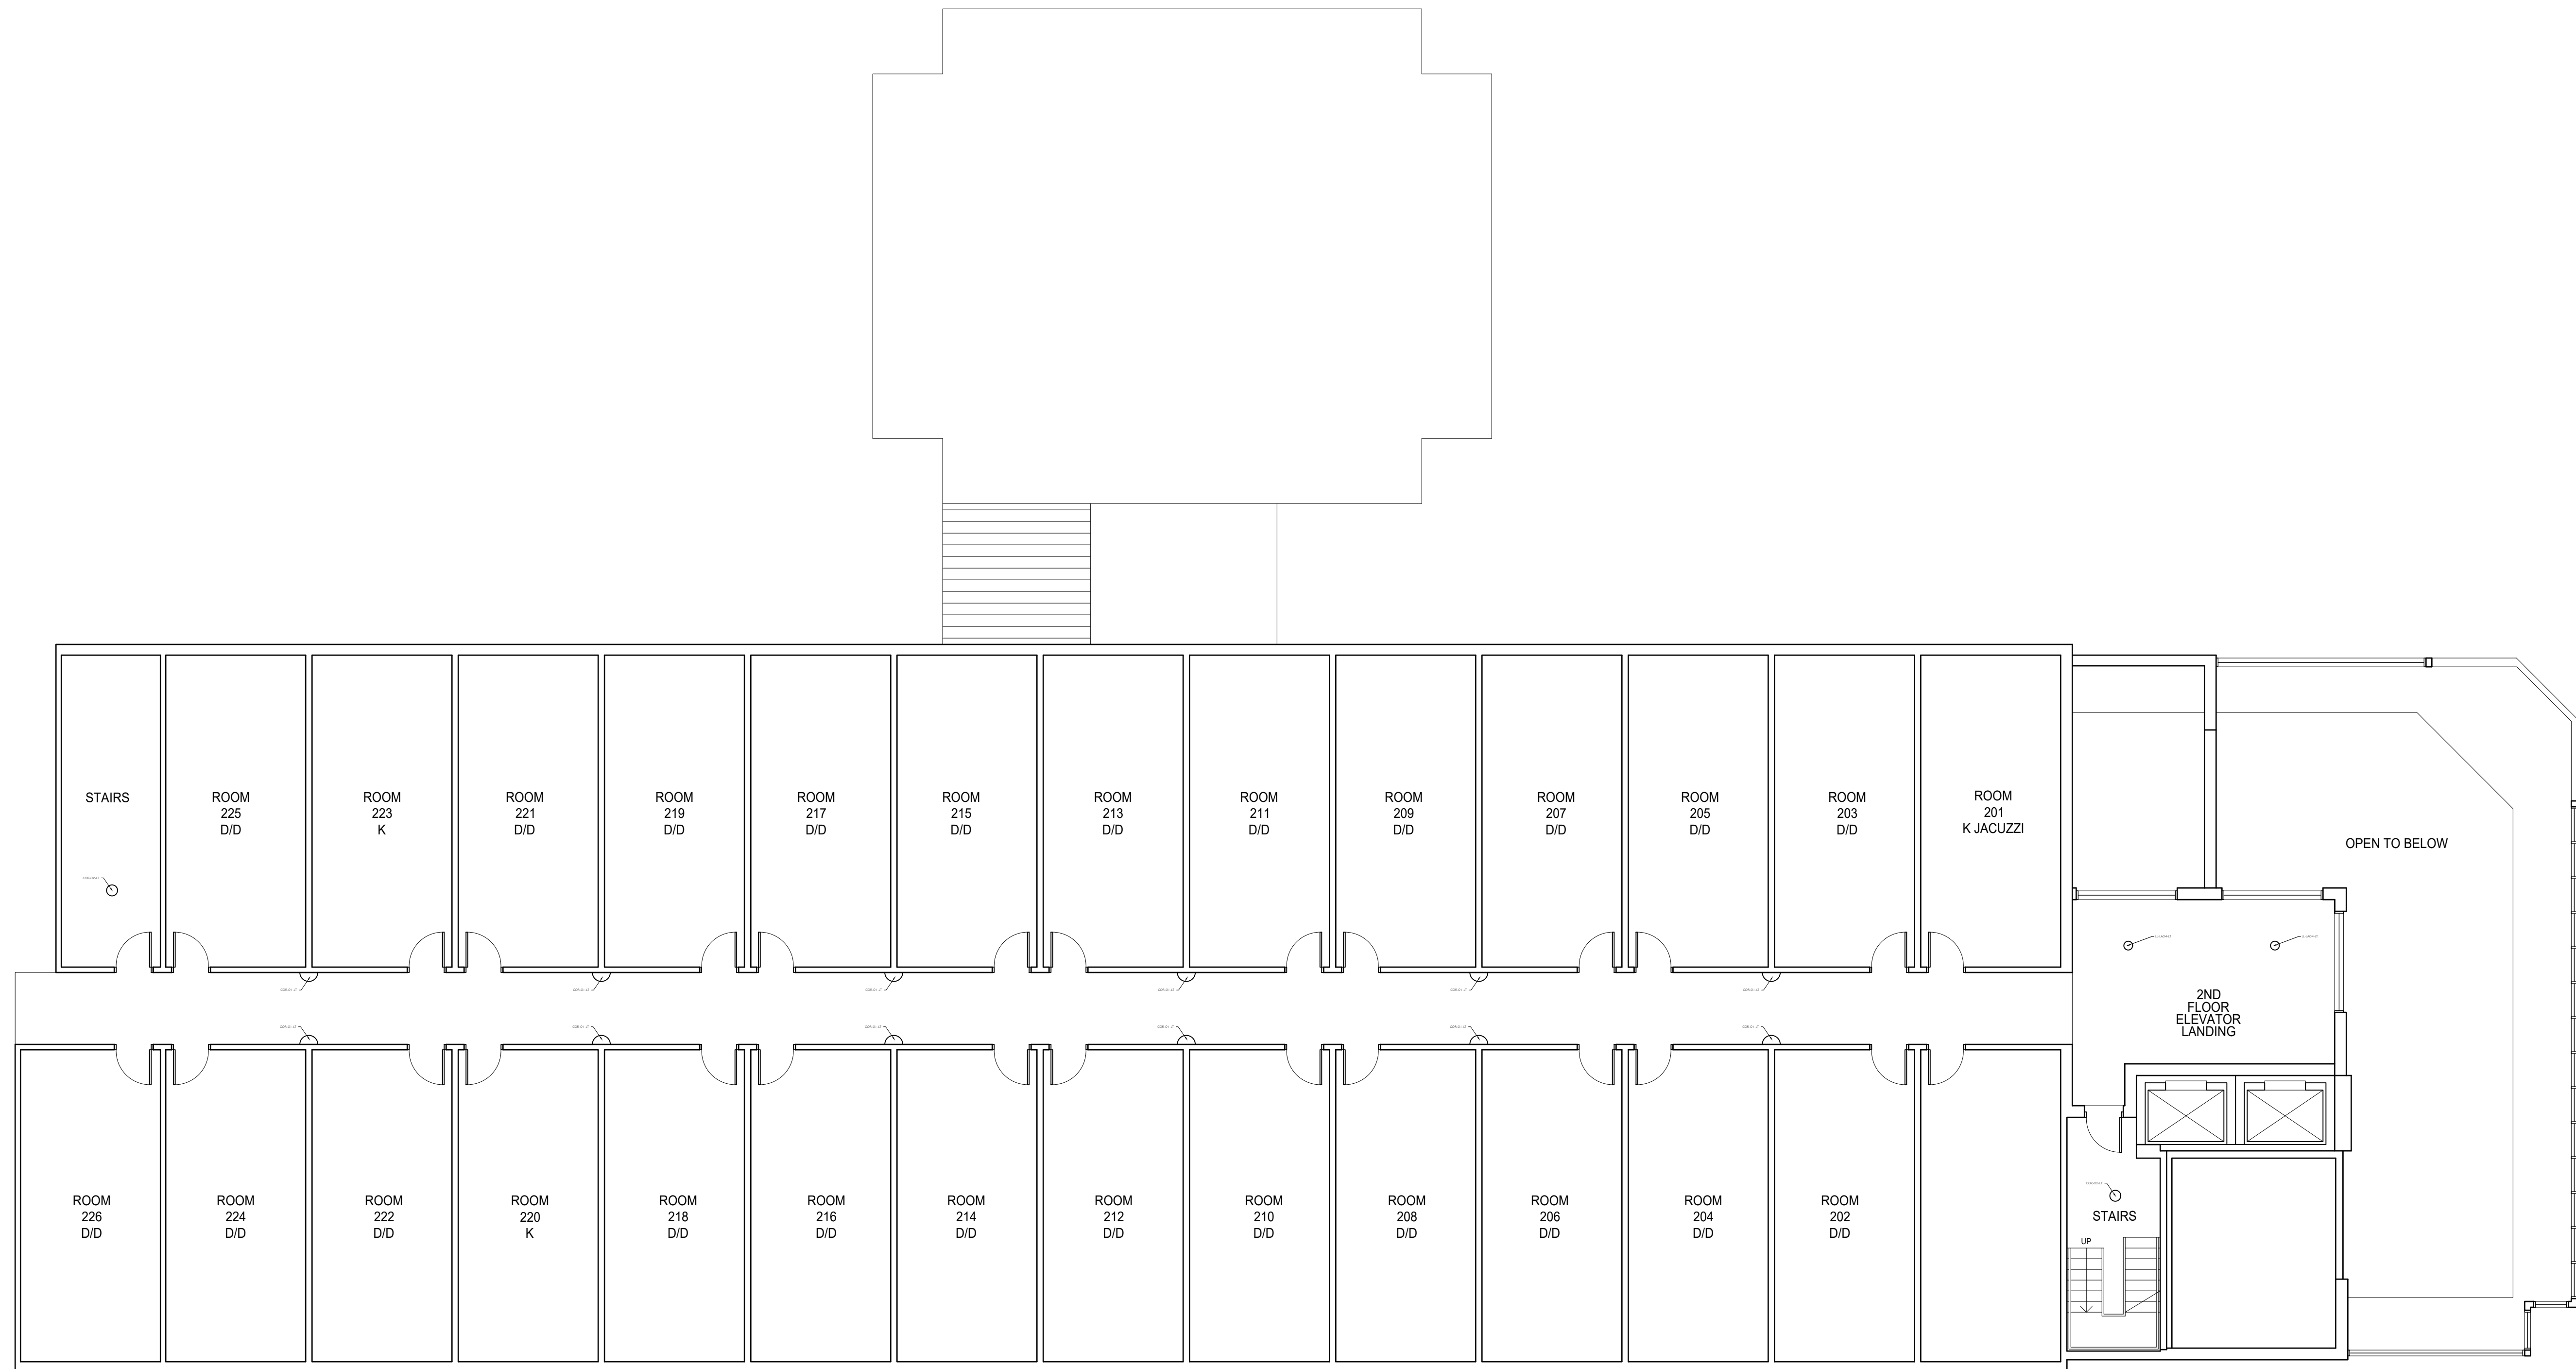 STAIRS
ROOM
225
D/D
ROOM
223
K
ROOM
221
D/D
ROOM
219
D/D
ROOM
217
D/D
ROOM
215
D/D
ROOM
213
D/D
ROOM
211
D/D
ROOM
209
D/D
ROOM
207
D/D
ROOM
205
D/D
ROOM
203
D/D
ROOM
201
K JACUZZI
OPEN TO BELOW
2ND
FLOOR
ELEVATOR
LANDING
ROOM
226
D/D
ROOM
224
D/D
ROOM
222
D/D
ROOM
220
K
ROOM
218
D/D
ROOM
216
D/D
ROOM
214
D/D
ROOM
212
D/D
ROOM
210
D/D
ROOM
208
D/D
ROOM
206
D/D
ROOM
204
D/D
ROOM
202
D/D
STAIRS
UP